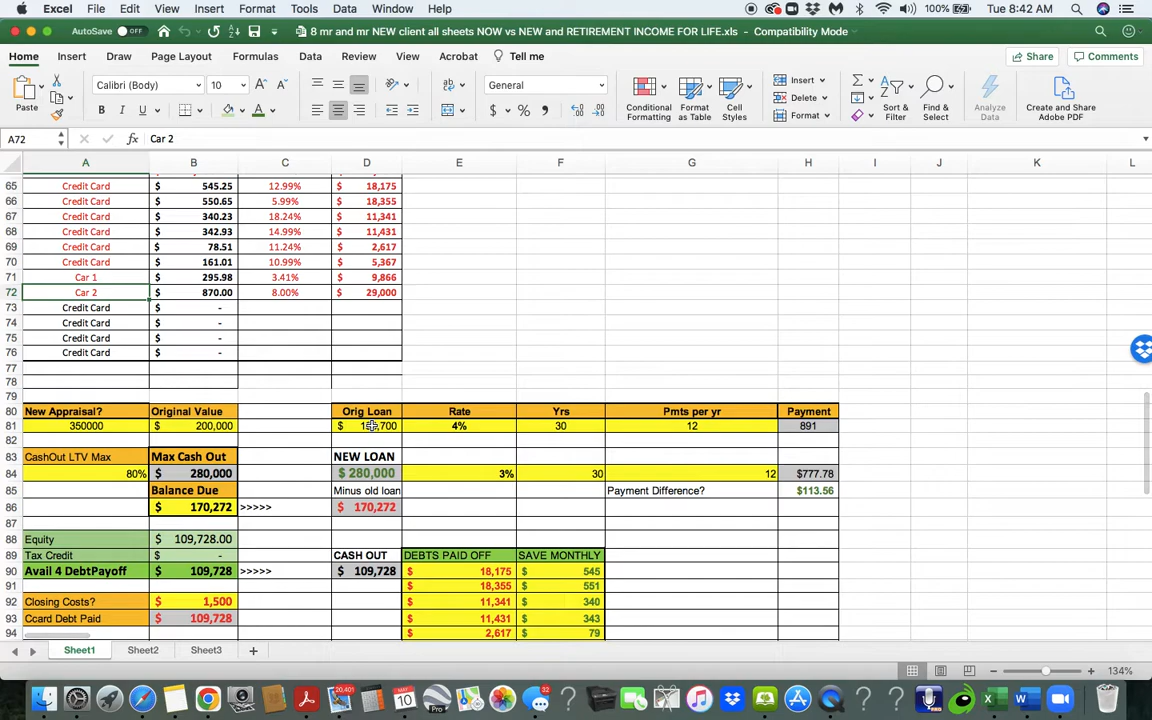 Excel File Edit View Insert Format Tools Data Window Help 100% Tue 8:42 AM
AutoSave OFF 8 mr and mr NEW client all sheets NOW vs NEW and RETIREMENT INCOME FOR LIFE.xls - Compatibility Mode
Home Insert Draw Page Layout Formulas Data Review View Acrobat Tell me Share Comments
Paste Calibri (Body) 10 General Conditional Formatting Format as Table Cell Styles Insert Delete Format Sort & Filter Find & Select Analyze Data Create and Share Adobe PDF
A72 fx Car 2
A B C D E F G H I J K L
65 Credit Card $ 545.25 12.99% $ 18,175
66 Credit Card $ 550.65 5.99% $ 18,355
67 Credit Card $ 340.23 18.24% $ 11,341
68 Credit Card $ 342.93 14.99% $ 11,431
69 Credit Card $ 78.51 11.24% $ 2,617
70 Credit Card $ 161.01 10.99% $ 5,367
71 Car 1 $ 295.98 3.41% $ 9,866
72 Car 2 $ 870.00 8.00% $ 29,000
73 Credit Card $ -
74 Credit Card $ -
75 Credit Card $ -
76 Credit Card $ -
77
78
79
80 New Appraisal? Original Value Orig Loan Rate Yrs Pmts per yr Payment
81 350000 $ 200,000 $ 4% 30 12 891
82
83 CashOut LTV Max Max Cash Out NEW LOAN
84 80% $ 280,000 $ 280,000 3% 30 12 $777.78
85 Balance Due Minus old loan Payment Difference? $113.56
86 $ 170,272 >>>>> $ 170,272
87
88 Equity $ 109,728.00
89 Tax Credit $ - CASH OUT DEBTS PAID OFF SAVE MONTHLY
90 Avail 4 DebtPayoff $ 109,728 >>>>> $ 109,728 $ 18,175 $ 545
91 $ 18,355 $ 551
92 Closing Costs? $ 1,500 $ 11,341 $ 340
93 Ccard Debt Paid $ 109,728 $ 11,431 $ 343
94 $ 2,617 $ 79
Sheet1 Sheet2 Sheet3 +
134%
20,401 MAY 10 Pro 32